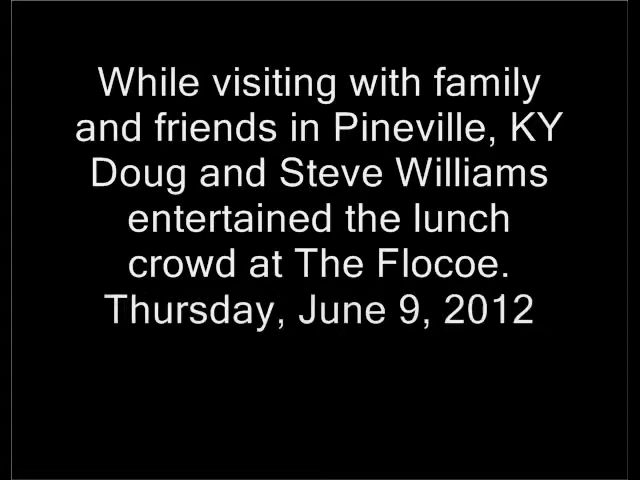 While visiting with family
and friends in Pineville, KY
Doug and Steve Williams
entertained the lunch
crowd at The Flocoe.
Thursday, June 9, 2012